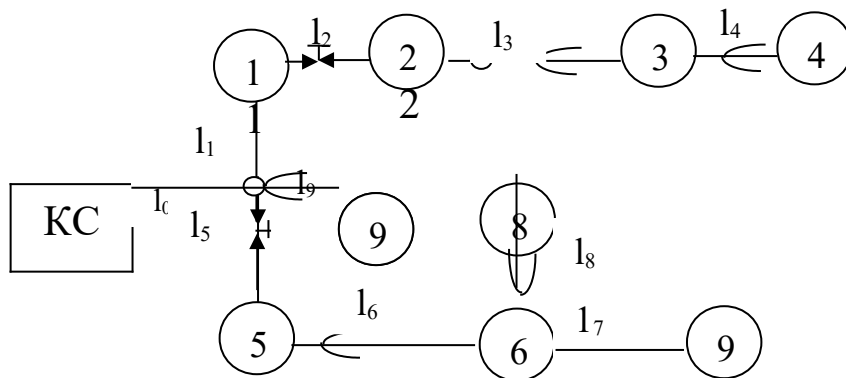 l₂ l₃ l₄
1 2 3 4
1 2
l₁
КС l₀ l₅ l₉ 9 8 l₈
l₆ l₇
5 6 9